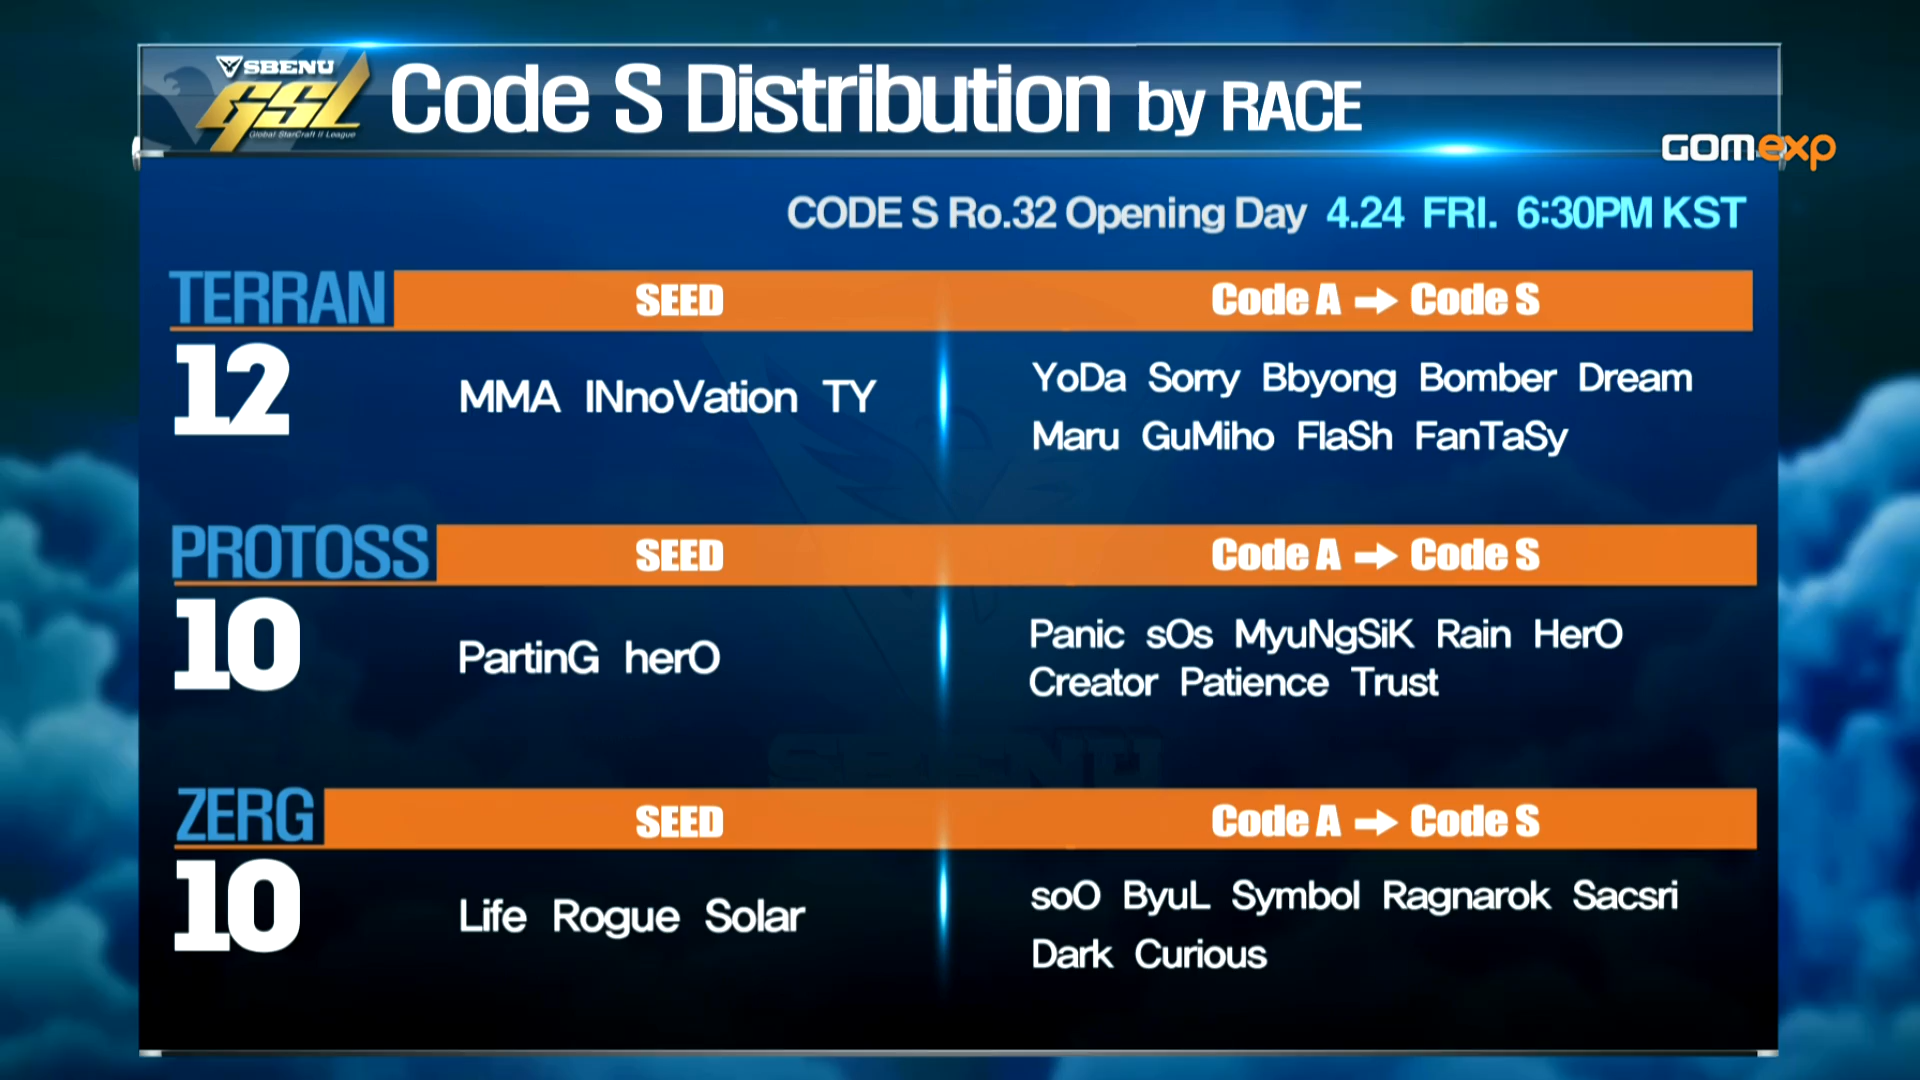 SBENU
GSL
Global StarCraft II League
Code S Distribution by RACE
GOMexp
CODE S Ro.32 Opening Day 4.24 FRI. 6:30PM KST
TERRAN
SEED
Code A → Code S
12
MMA INnoVation TY
YoDa Sorry Bbyong Bomber Dream
Maru GuMiho FlaSh FanTaSy
PROTOSS
SEED
Code A → Code S
10
PartinG herO
Panic sOs MyuNgSiK Rain HerO
Creator Patience Trust
SBENU
ZERG
SEED
Code A → Code S
10
Life Rogue Solar
soO ByuL Symbol Ragnarok Sacsri
Dark Curious